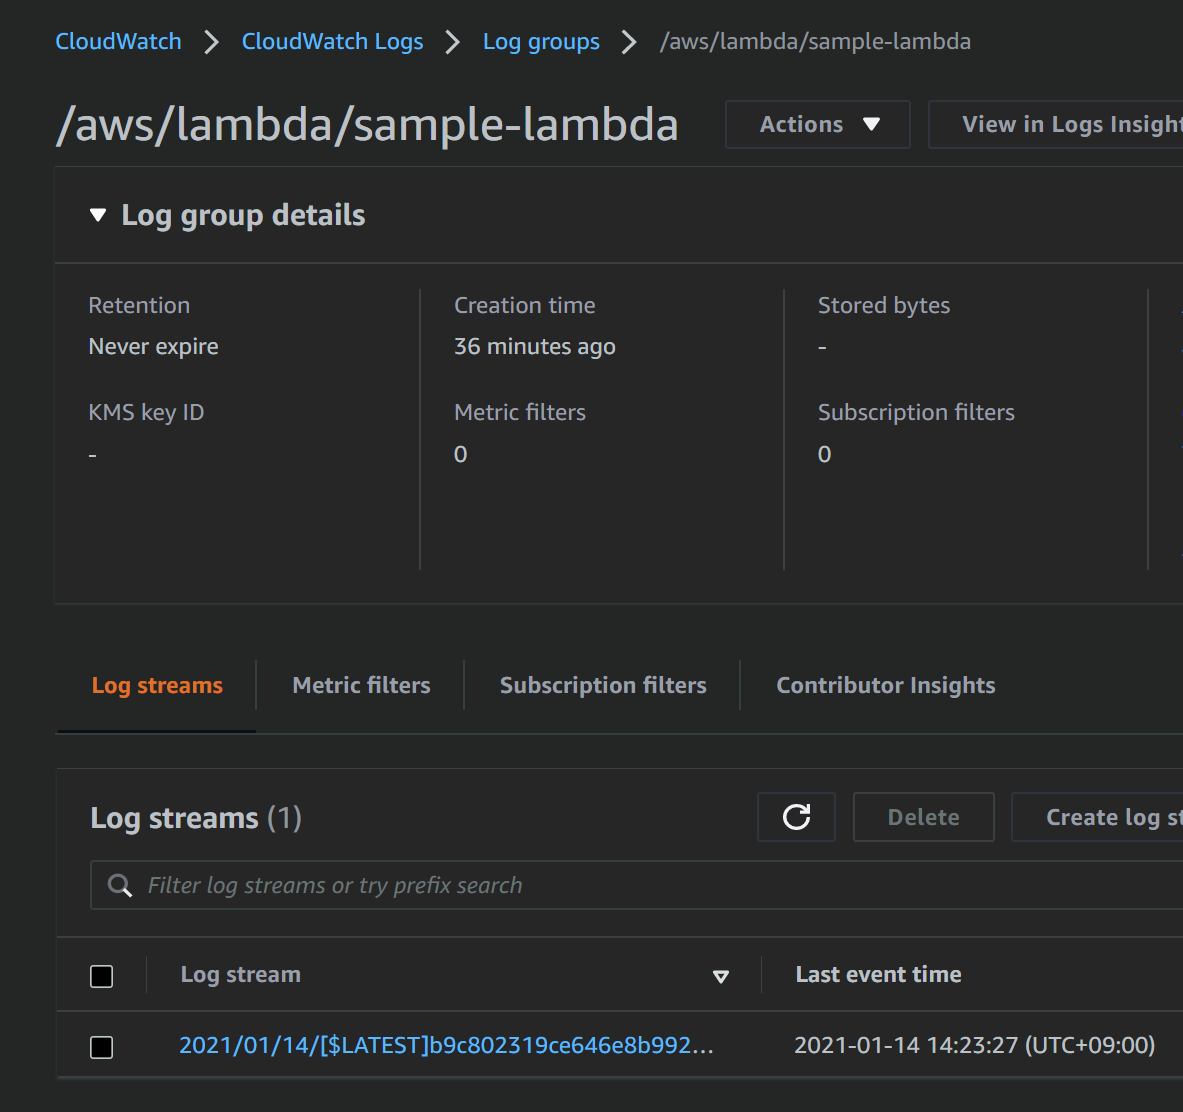 CloudWatch > CloudWatch Logs > Log groups > /aws/lambda/sample-lambda
/aws/lambda/sample-lambda Actions ▼ View in Logs
▼ Log group details
Retention Creation time Stored bytes
Never expire 36 minutes ago -
KMS key ID Metric filters Subscription filters
- 0 0
Log streams Metric filters Subscription filters Contributor Insights
Log streams (1) Delete Create log
Filter log streams or try prefix search
Log stream Last event time
2021/01/14/[$LATEST]b9c802319ce646e8b992... 2021-01-14 14:23:27 (UTC+09:00)